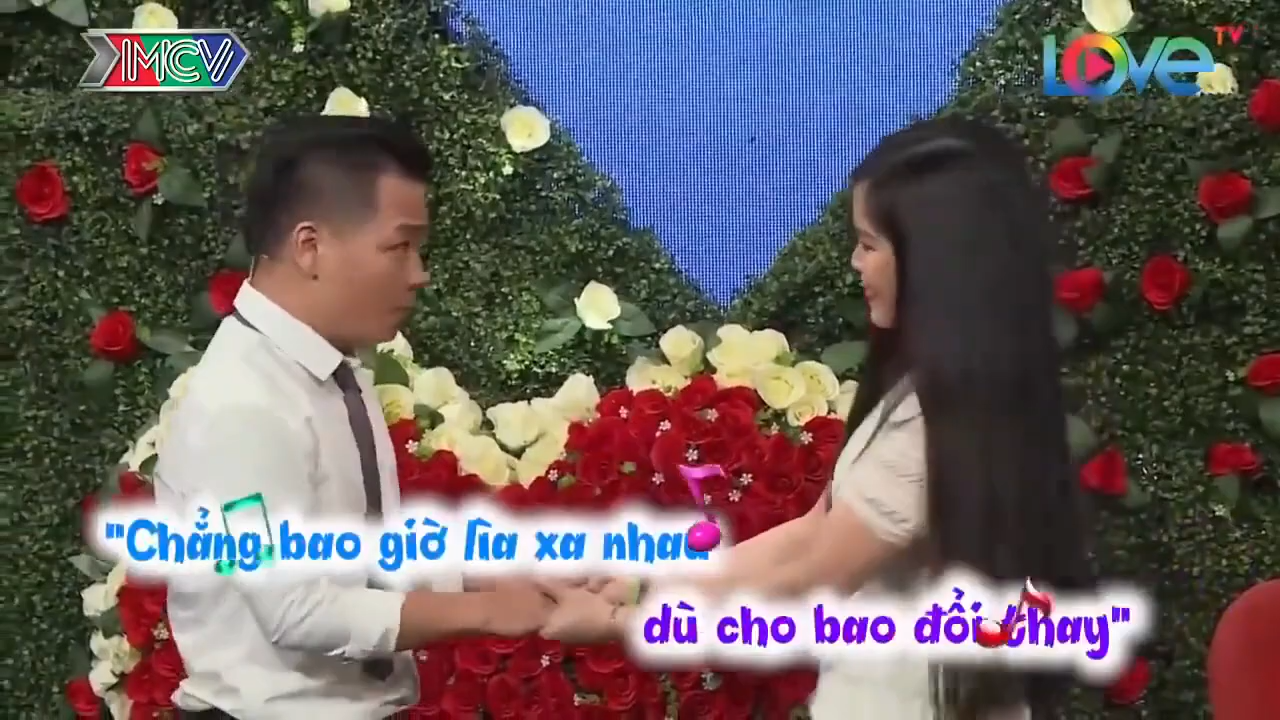 MCV
LOVE TV
"Chẳng bao giờ lìa xa nhau
dù cho bao đổi thay"